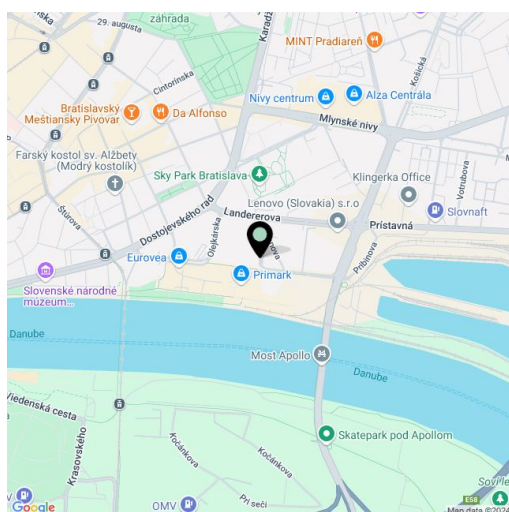 29. augusta
záhrada
Karadž
MINT Pradiareň
Košická
Cintorínska
Nivy centrum
Alza Centrála
Bratislavský
Meštiansky Pivovar
Da Alfonso
Mlynské nivy
Farský kostol sv. Alžbety
(Modrý kostolík)
Sky Park Bratislava
Klingerka Office
Votrubova
Lenovo (Slovakia) s.r.o
Štúrova
Landererova
Slovnaft
Dostojevského rad
Prístavná
Olejkárska
Eurovea
Primark
Pribinova
Slovenské národné
múzeum...
Danube
Most Apollo
Danube
Viedenská cesta
Krasovského
Kočánkova
Kočánkova
Skatepark pod Apollom
Pri seči
OMV
E58
Google
Map data ©2024